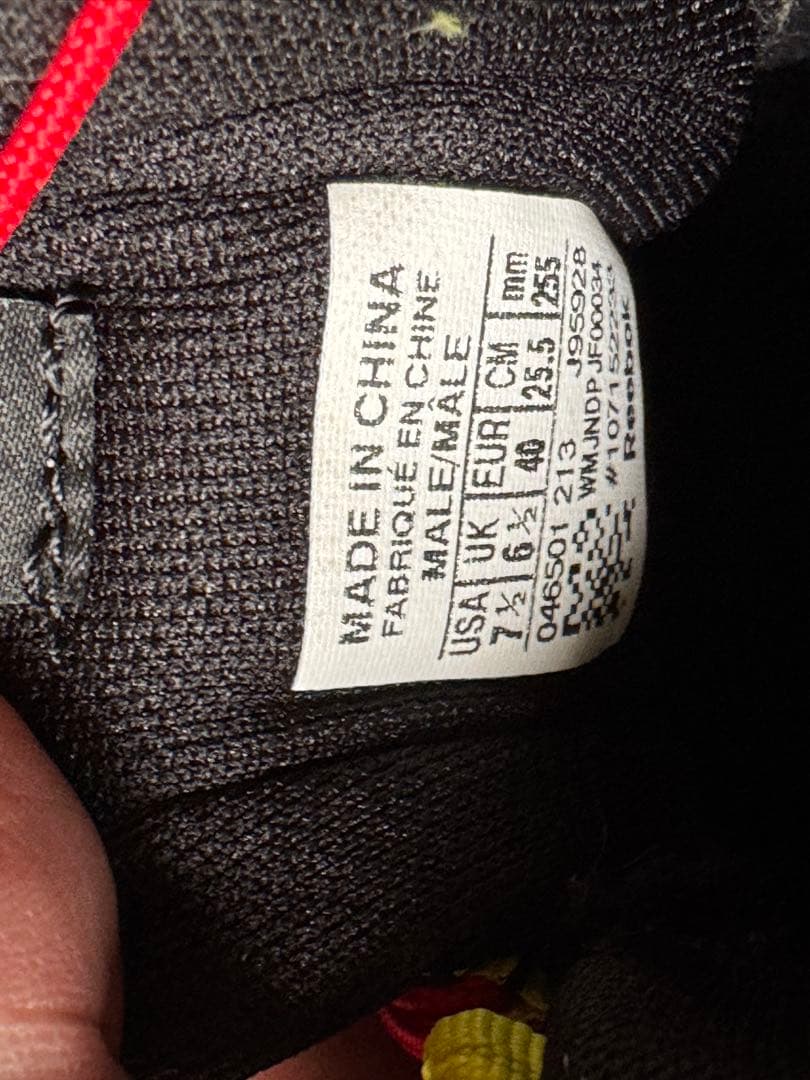 MADE IN CHINA
FABRIQUÉ EN CHINE
MALE/MÂLE
USA UK EUR CM mm
7 ½ 6 ½ 40 25.5 255
046501 213 J95928
WMJNDP JF00034
Reebok